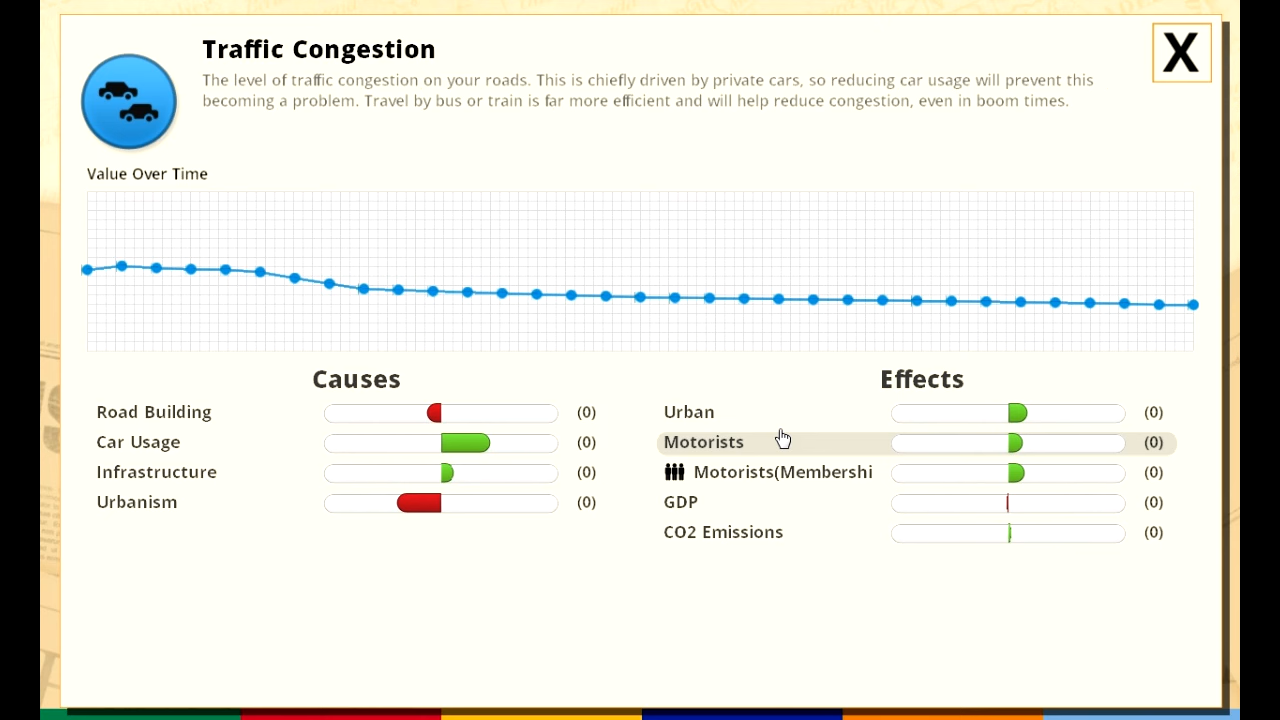 Traffic Congestion
X
The level of traffic congestion on your roads. This is chiefly driven by private cars, so reducing car usage will prevent this
becoming a problem. Travel by bus or train is far more efficient and will help reduce congestion, even in boom times.
Value Over Time
Causes
Road Building (0)
Car Usage (0)
Infrastructure (0)
Urbanism (0)
Effects
Urban (0)
Motorists (0)
Motorists(Membershi (0)
GDP (0)
CO2 Emissions (0)